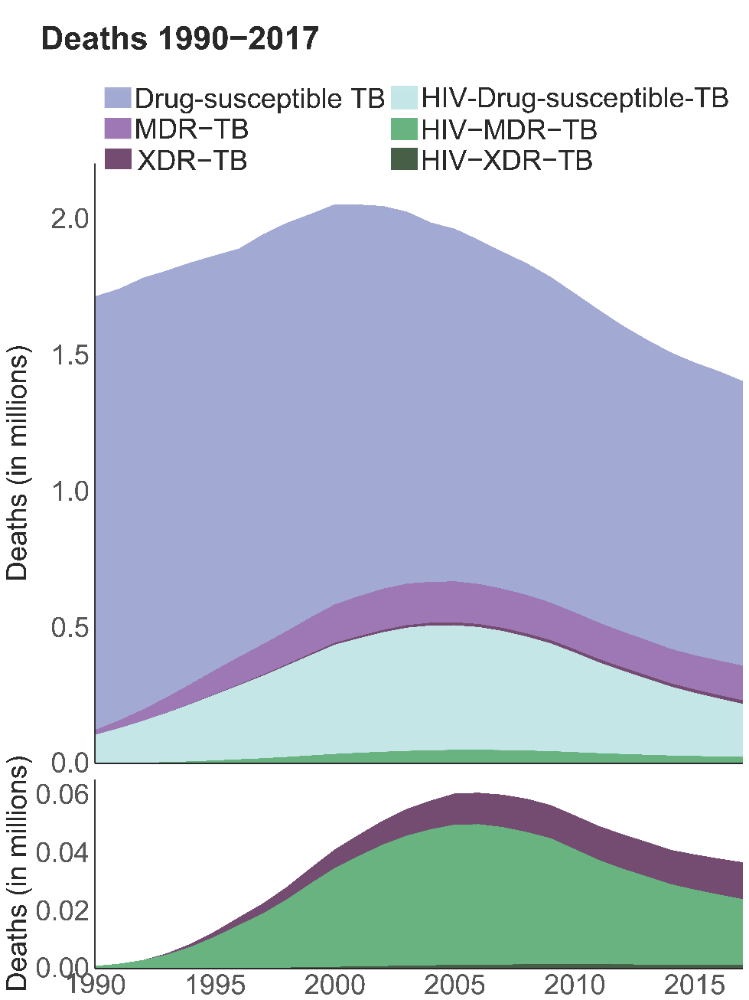 Deaths 1990−2017
Drug-susceptible TB
HIV-Drug-susceptible-TB
MDR−TB
HIV−MDR−TB
XDR−TB
HIV−XDR−TB
Deaths (in millions)
2.0
1.5
1.0
0.5
0.0
Deaths (in millions)
0.06
0.04
0.02
0.00
1990
1995
2000
2005
2010
2015